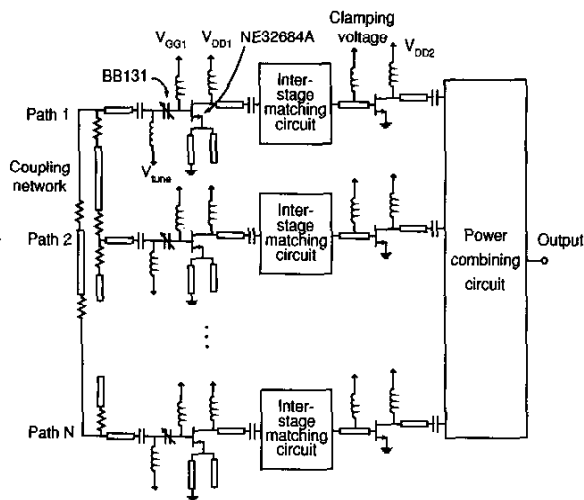 Clamping
voltage
NE32684A
V_GG1
V_DD1
V_DD2
BB131
Path 1
Inter-
stage
matching
circuit
Coupling
network
V_tune
Path 2
Inter-
stage
matching
circuit
Power
combining
circuit
Output
Path N
Inter-
stage
matching
circuit